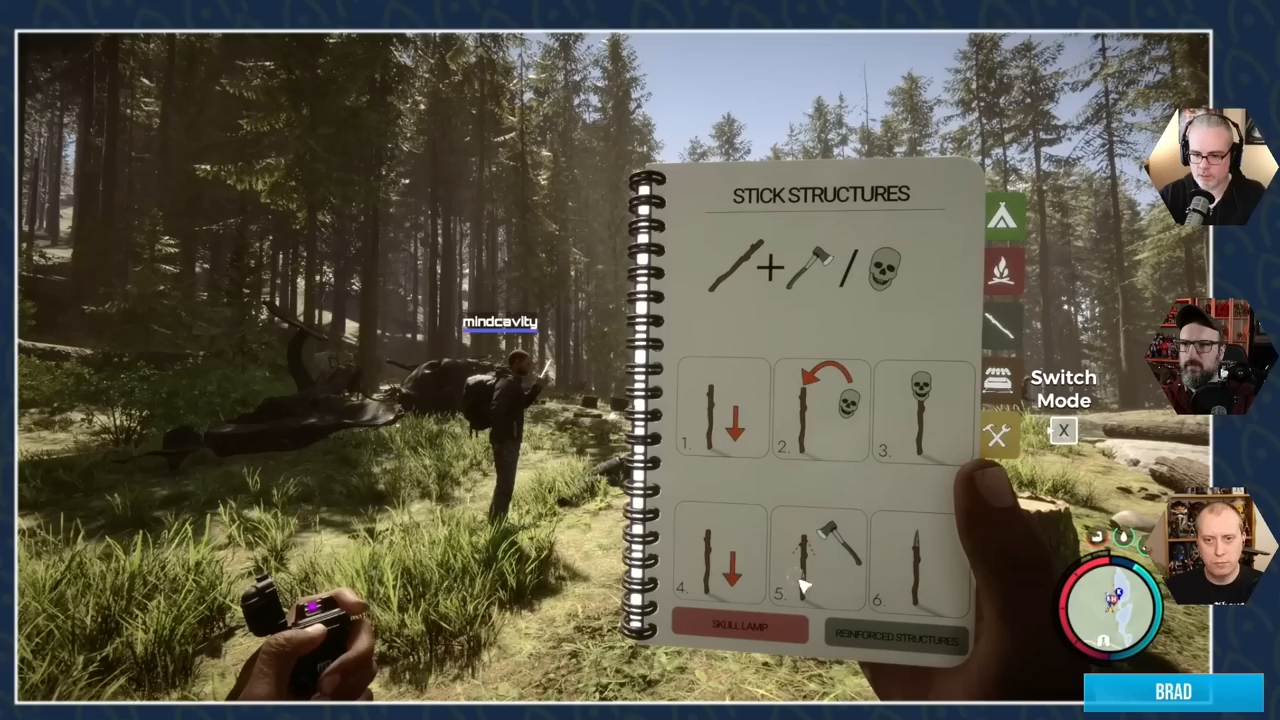 STICK STRUCTURES
mindcavity
Switch
Mode
X
1.
2.
3.
4.
5.
6.
SKULL LAMP
REINFORCED STRUCTURES
BRAD